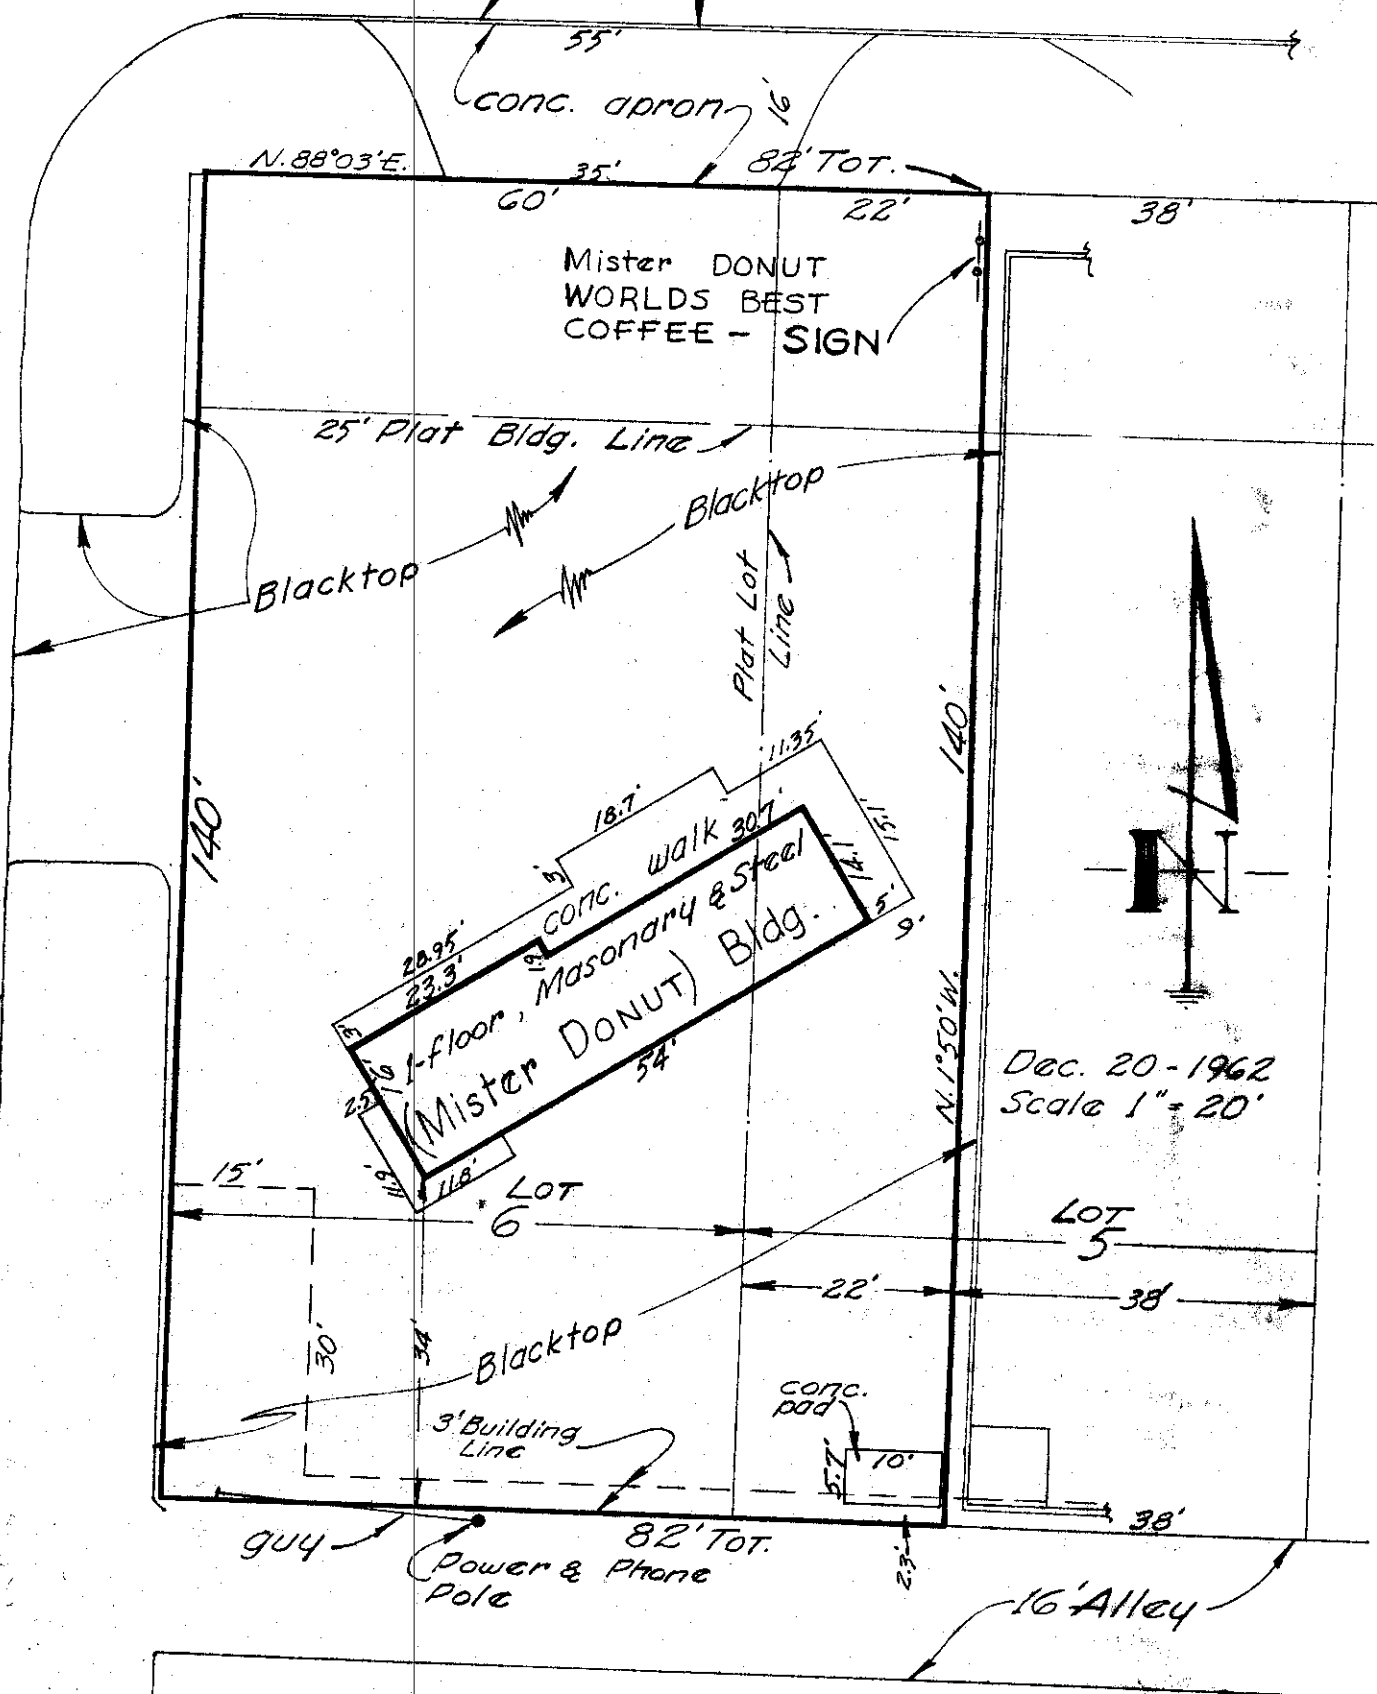 55'
conc. apron
16'
N. 88°03'E.
35'
82' TOT.
60'
22'
38'
Mister DONUT
WORLDS BEST
COFFEE - SIGN
25' Plat Bldg. Line
Blacktop
Blacktop
Plat Lot
Line
140'
140'
11.35'
18.7'
15.1'
3'
conc. walk
30.7'
14.1'
28.95'
23.3'
1.9'
5'
9.
3'
1-floor, Masonary & Steel
(Mister DONUT) Bldg.
54'
2.5'
11.9'
11.8'
N. 1°50'W.
Dec. 20 - 1962
Scale 1" = 20'
N
15'
LOT
6
LOT
5
22'
38'
30'
34'
Blacktop
3' Building
Line
conc.
pad
5.7'
10'
guy
Power & Phone
Pole
82' TOT.
2.3'
38'
16' Alley